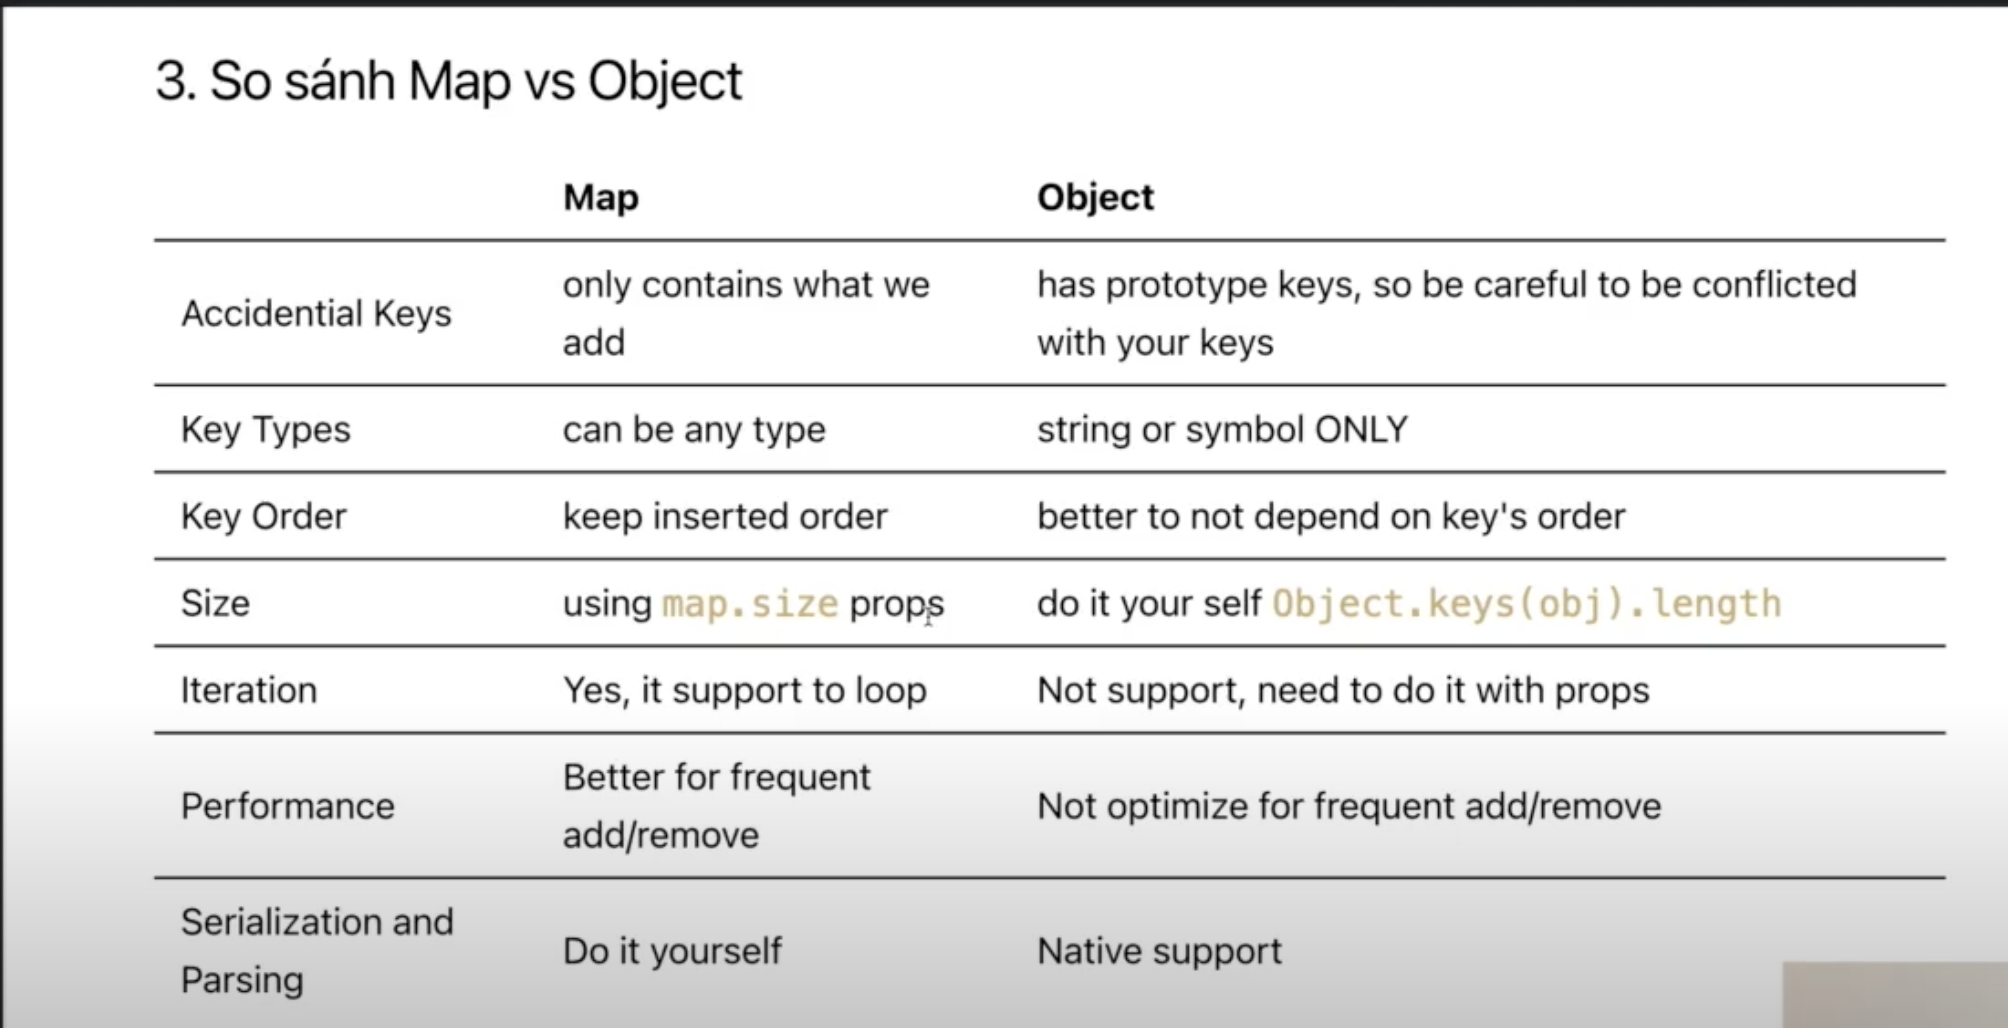 3. So sánh Map vs Object
Map Object
Accidential Keys
only contains what we
add
has prototype keys, so be careful to be conflicted
with your keys
Key Types can be any type string or symbol ONLY
Key Order keep inserted order better to not depend on key's order
Size using map.size props do it your self Object.keys(obj).length
Iteration Yes, it support to loop Not support, need to do it with props
Performance
Better for frequent
add/remove
Not optimize for frequent add/remove
Serialization and
Parsing
Do it yourself
Native support